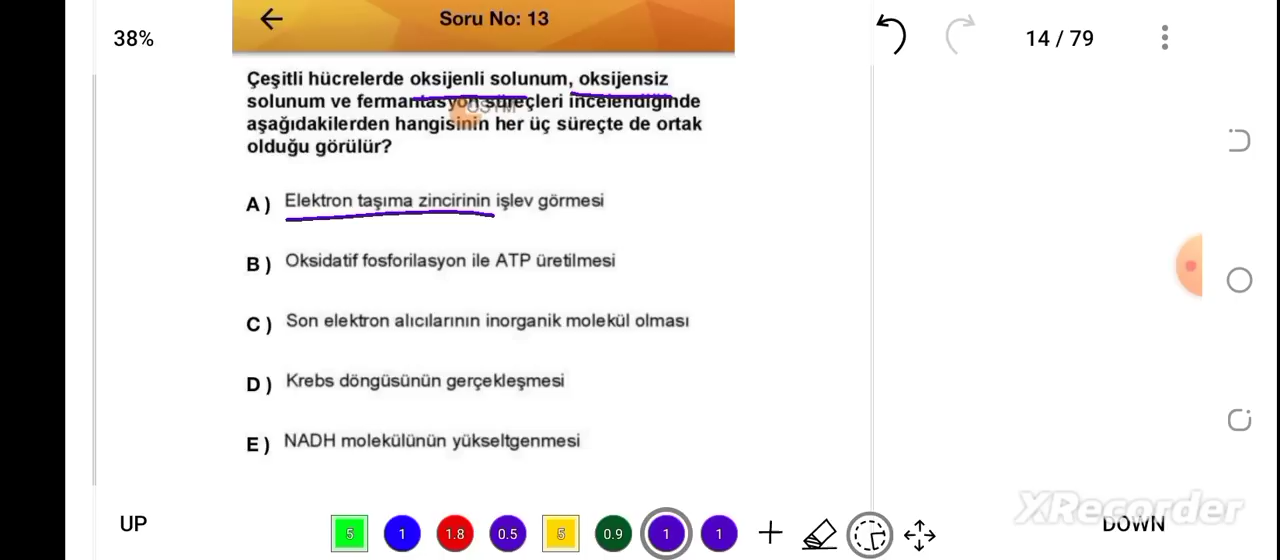 Soru No: 13
38%
14 / 79
Çeşitli hücrelerde oksijenli solunum, oksijensiz
solunum ve fermantasyon süreçleri incelendiğinde
aşağıdakilerden hangisinin her üç süreçte de ortak
olduğu görülür?
A) Elektron taşıma zincirinin işlev görmesi
B) Oksidatif fosforilasyon ile ATP üretilmesi
C) Son elektron alıcılarının inorganik molekül olması
D) Krebs döngüsünün gerçekleşmesi
E) NADH molekülünün yükseltgenmesi
XRecorder
UP 5 1 1.8 0.5 5 0.9 1 1 DOWN